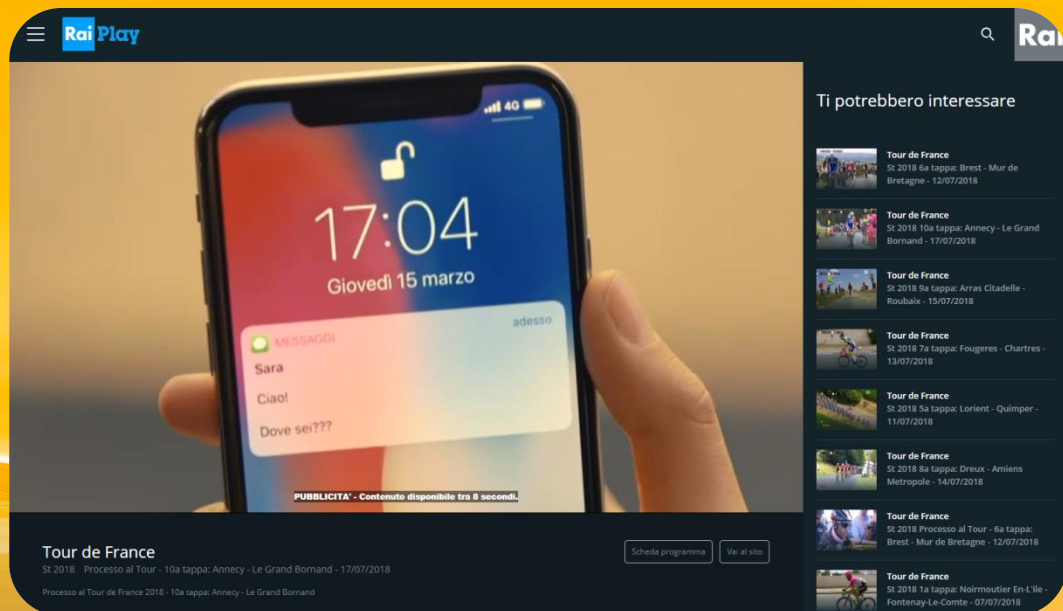 Rai Play
Rai
4G
17:04
Giovedì 15 marzo
MESSAGGI
adesso
Sara
Ciao!
Dove sei???
PUBBLICITA' - Contenuto disponibile tra 8 secondi.
Tour de France
St 2018 Processo al Tour - 10a tappa: Annecy - Le Grand Bornand - 17/07/2018
Processo al Tour de France 2018 - 10a tappa: Annecy - Le Grand Bornand
Scheda programma
Vai al sito
Ti potrebbero interessare
Tour de France
St 2018 6a tappa: Brest - Mur de
Bretagne - 12/07/2018
Tour de France
St 2018 10a tappa: Annecy - Le Grand
Bornand - 17/07/2018
Tour de France
St 2018 9a tappa: Arras Citadelle -
Roubaix - 15/07/2018
Tour de France
St 2018 7a tappa: Fougeres - Chartres -
13/07/2018
Tour de France
St 2018 5a tappa: Lorient - Quimper -
11/07/2018
Tour de France
St 2018 8a tappa: Dreux - Amiens
Metropole - 14/07/2018
Tour de France
St 2018 Processo al Tour - 6a tappa:
Brest - Mur de Bretagne - 12/07/2018
Tour de France
St 2018 1a tappa: Noirmoutier En-L'île -
Fontenay-Le-Comte - 07/07/2018